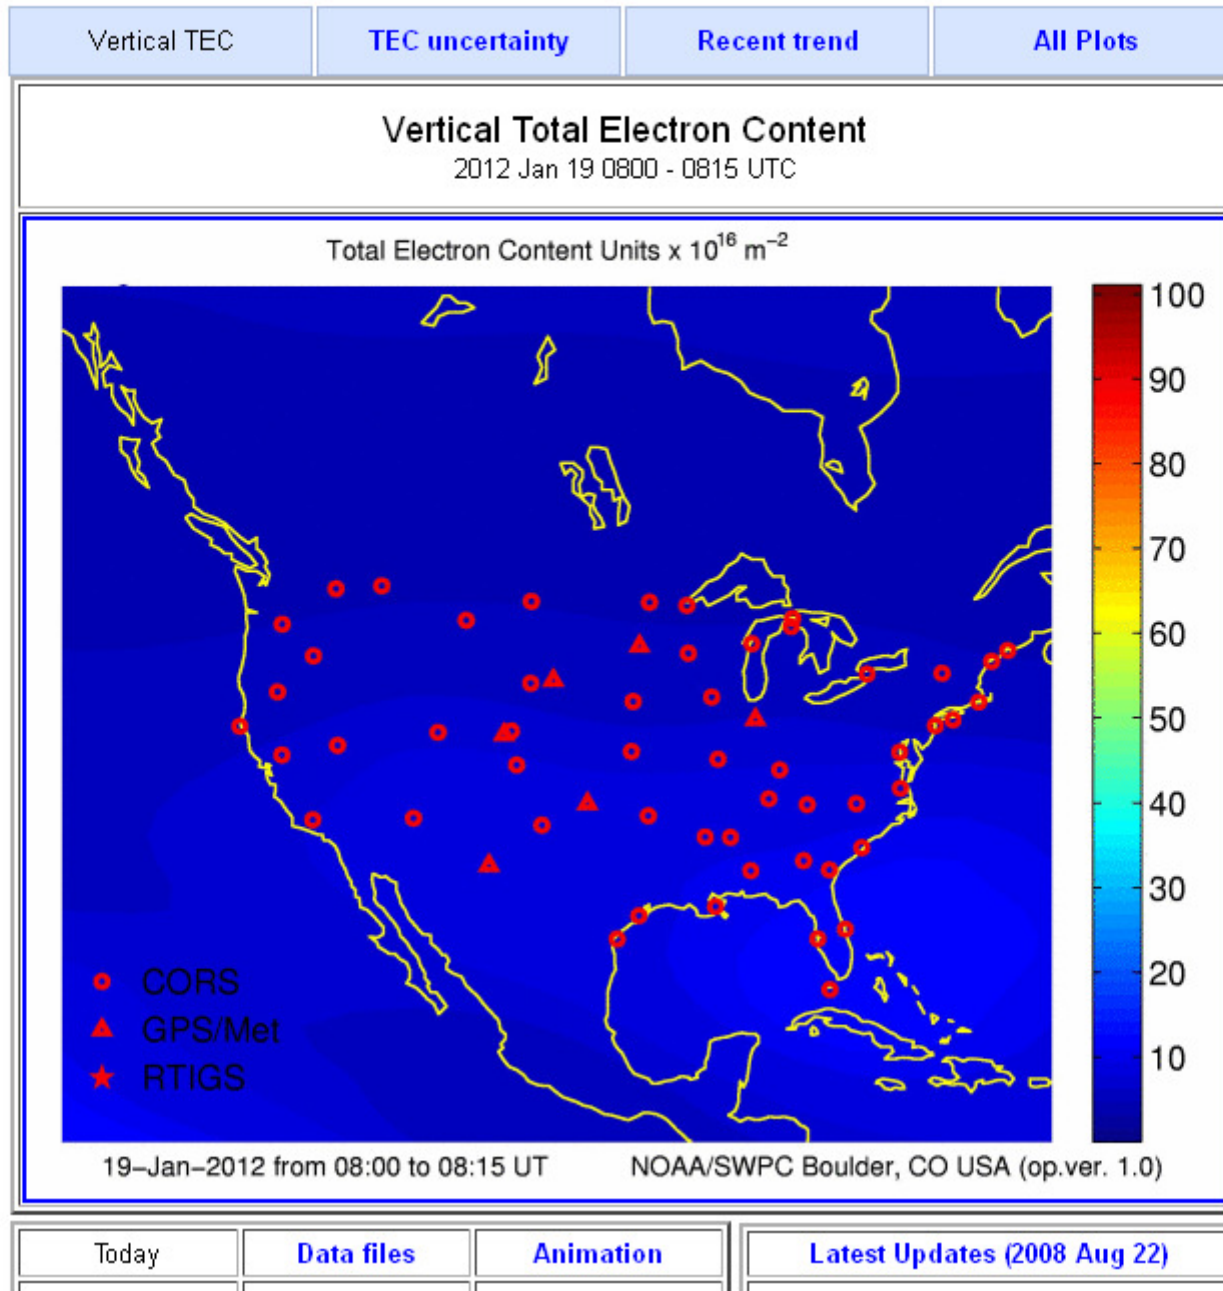 Vertical TEC
TEC uncertainty
Recent trend
All Plots
Vertical Total Electron Content
2012 Jan 19 0800 - 0815 UTC
Total Electron Content Units x 10^16 m^−2
100
90
80
70
60
50
40
30
20
10
CORS
GPS/Met
RTIGS
19−Jan−2012 from 08:00 to 08:15 UT
NOAA/SWPC Boulder, CO USA (op.ver. 1.0)
Today
Data files
Animation
Latest Updates (2008 Aug 22)